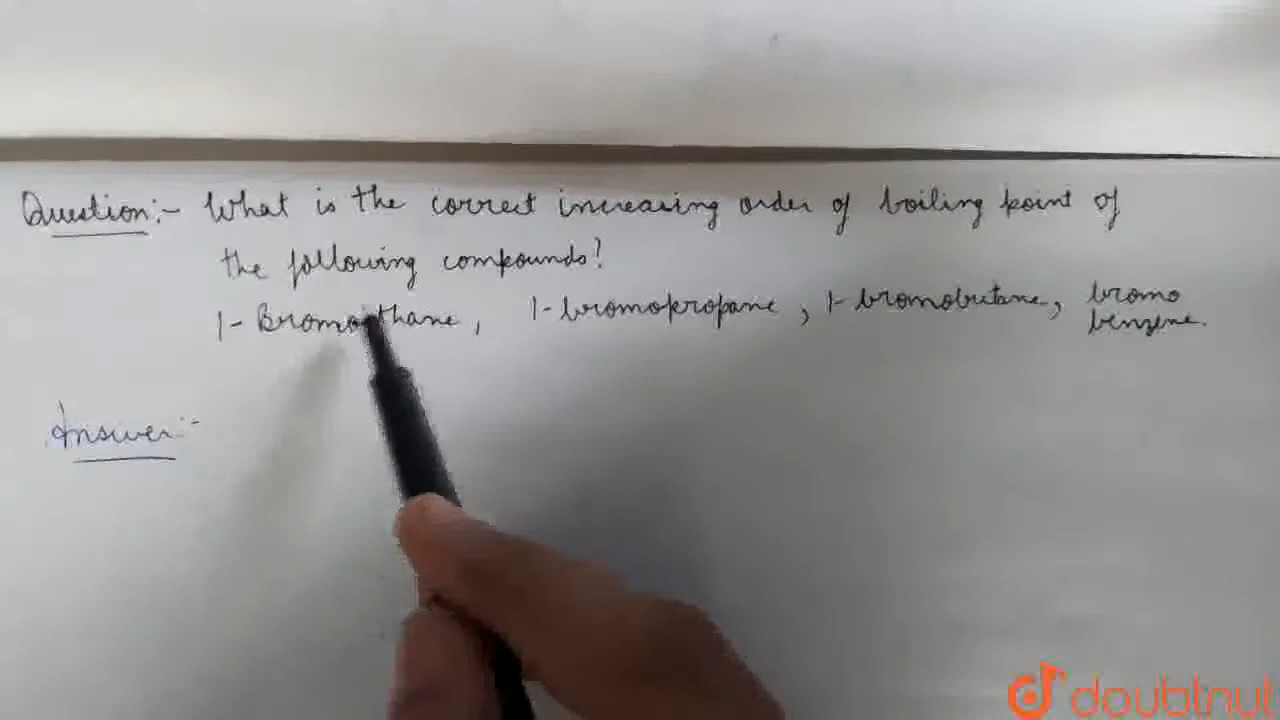 Question:- What is the correct increasing order of boiling point of
the following compounds?
1- Bromoethane, 1-bromopropane, 1-bromobutane, bromo
benzene.
Answer:-
doubtnut